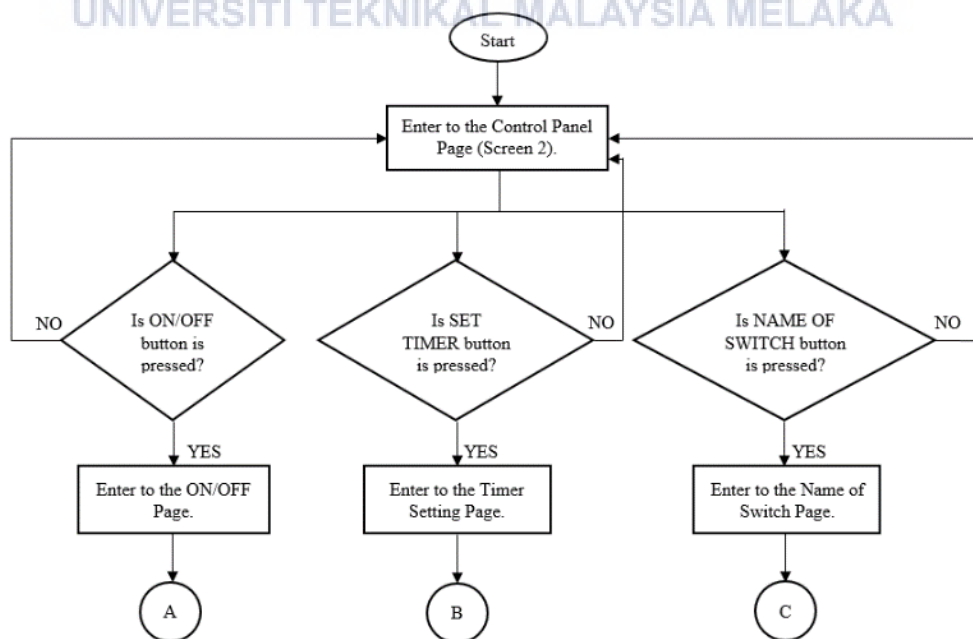 UNIVERSITI TEKNIKAL MALAYSIA MELAKA
Start
Enter to the Control Panel
Page (Screen 2).
NO
Is ON/OFF
button is
pressed?
YES
Enter to the ON/OFF
Page.
A
Is SET
TIMER button
is pressed?
NO
YES
Enter to the Timer
Setting Page.
B
Is NAME OF
SWITCH button
is pressed?
NO
YES
Enter to the Name of
Switch Page.
C